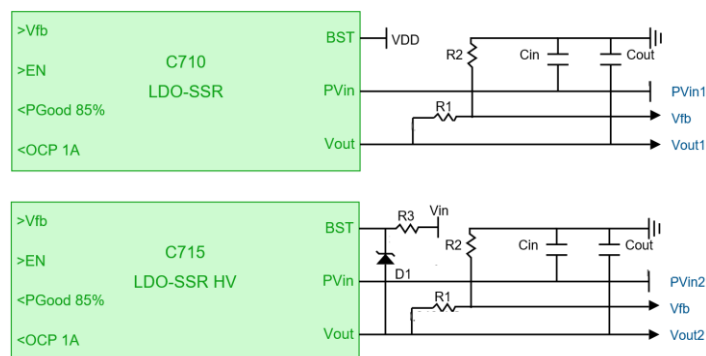 >Vfb
BST
VDD
>EN
C710
R2
Cin
Cout
LDO-SSR
PVin
PVin1
<PGood 85%
R1
Vfb
<OCP 1A
Vout
Vout1
>Vfb
BST
R3
Vin
C715
R2
Cin
Cout
>EN
LDO-SSR HV
PVin
D1
PVin2
<PGood 85%
R1
Vfb
<OCP 1A
Vout
Vout2